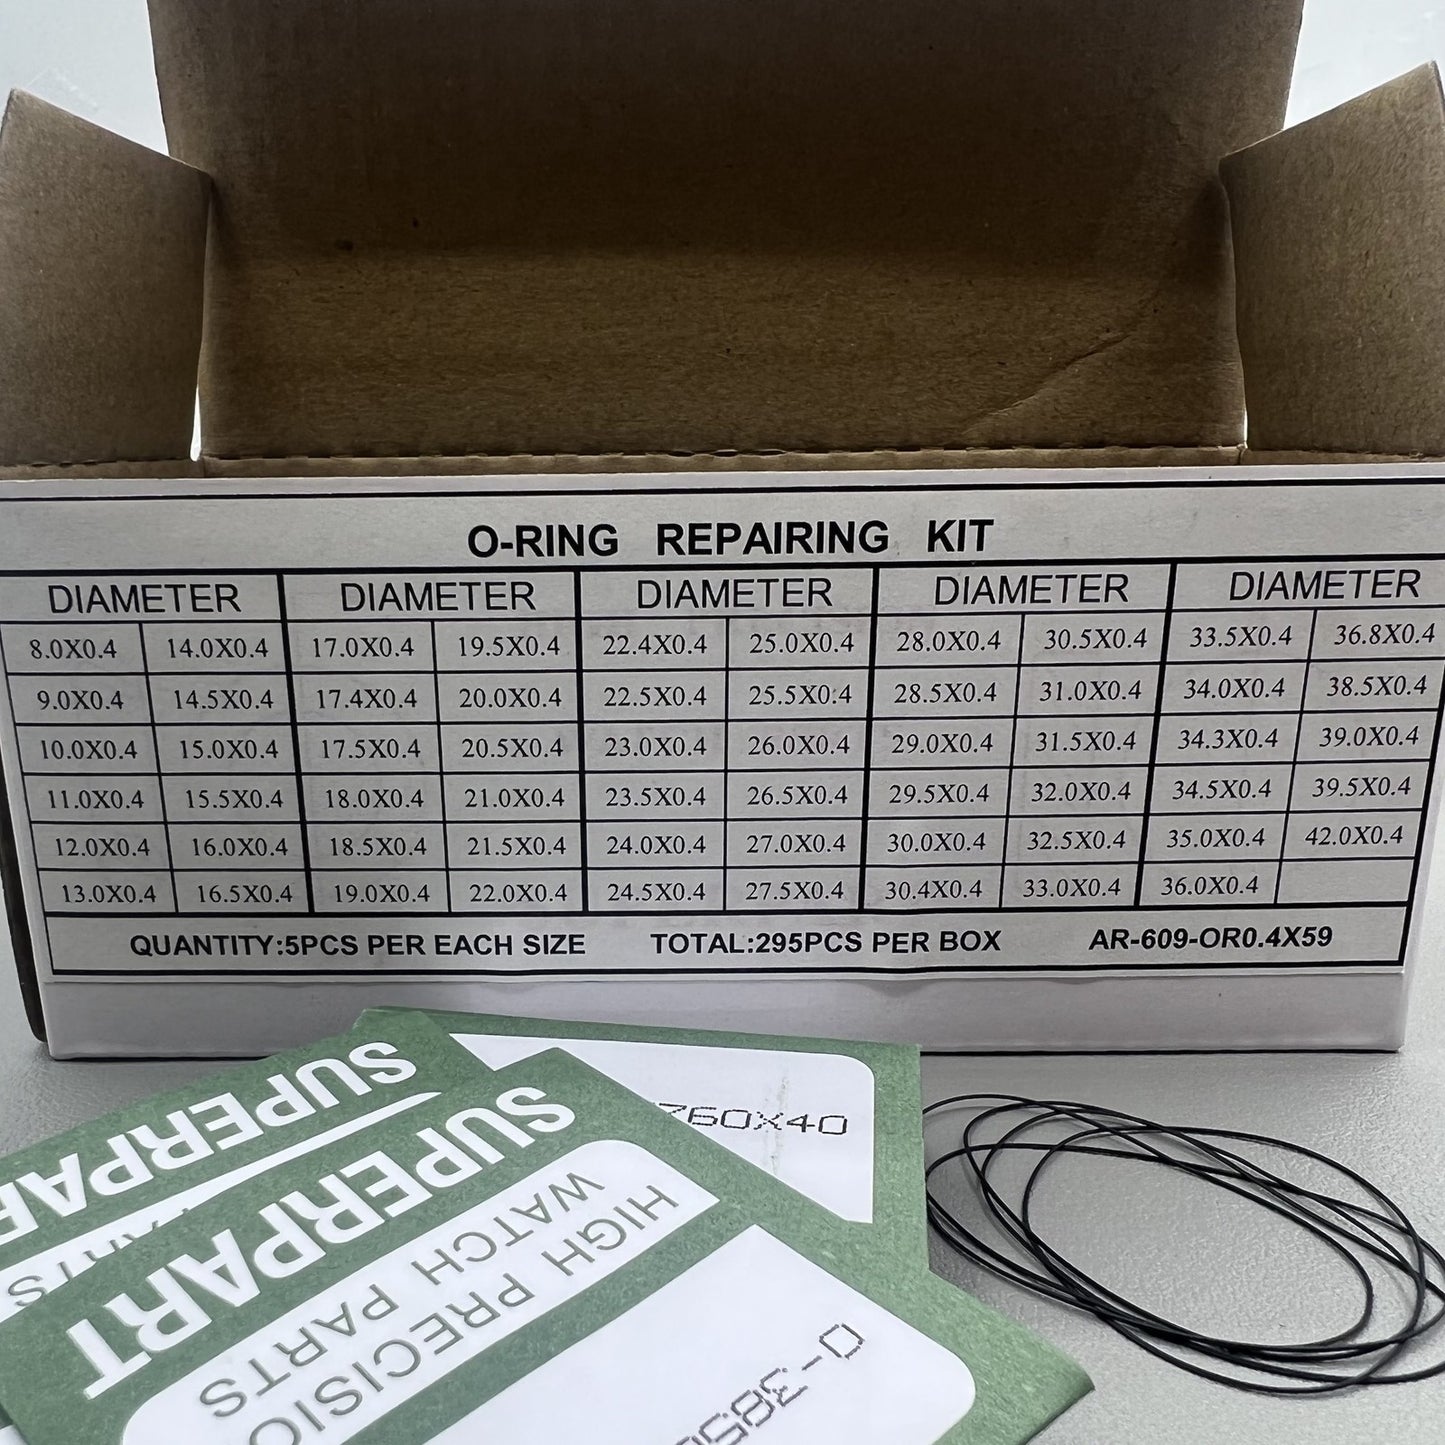 O-RING REPAIRING KIT
DIAMETER DIAMETER DIAMETER DIAMETER DIAMETER
8.0X0.4 14.0X0.4 17.0X0.4 19.5X0.4 22.4X0.4 25.0X0.4 28.0X0.4 30.5X0.4 33.5X0.4 36.8X0.4
9.0X0.4 14.5X0.4 17.4X0.4 20.0X0.4 22.5X0.4 25.5X0.4 28.5X0.4 31.0X0.4 34.0X0.4 38.5X0.4
10.0X0.4 15.0X0.4 17.5X0.4 20.5X0.4 23.0X0.4 26.0X0.4 29.0X0.4 31.5X0.4 34.3X0.4 39.0X0.4
11.0X0.4 15.5X0.4 18.0X0.4 21.0X0.4 23.5X0.4 26.5X0.4 29.5X0.4 32.0X0.4 34.5X0.4 39.5X0.4
12.0X0.4 16.0X0.4 18.5X0.4 21.5X0.4 24.0X0.4 27.0X0.4 30.0X0.4 32.5X0.4 35.0X0.4 42.0X0.4
13.0X0.4 16.5X0.4 19.0X0.4 22.0X0.4 24.5X0.4 27.5X0.4 30.4X0.4 33.0X0.4 36.0X0.4
QUANTITY:5PCS PER EACH SIZE TOTAL:295PCS PER BOX AR-609-OR0.4X59
SUPERPART
HIGH PRECISIO
WATCH PARTS